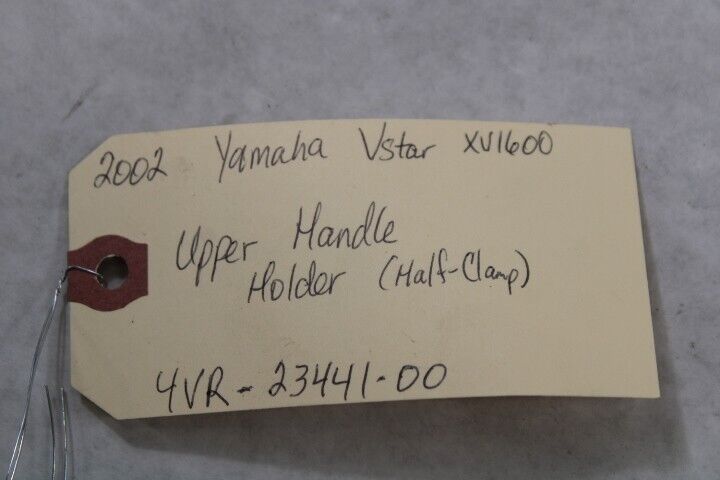 2002 Yamaha Vstar XV1600
Upper Handle
Holder (Half-Clamp)
4VR-23441-00